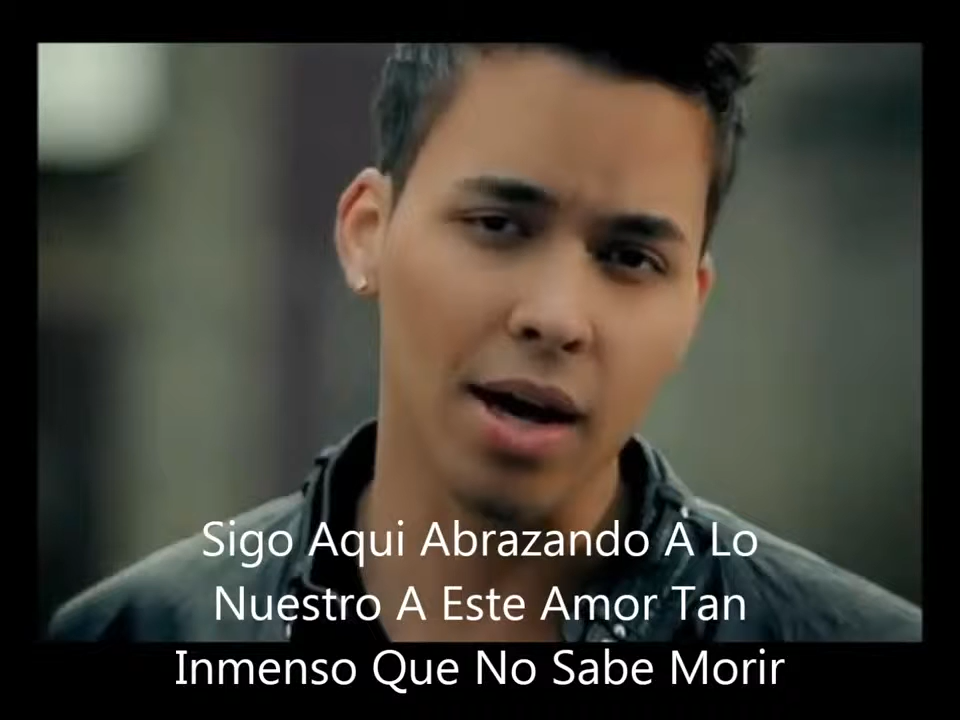 Sigo Aqui Abrazando A Lo
Nuestro A Este Amor Tan
Inmenso Que No Sabe Morir